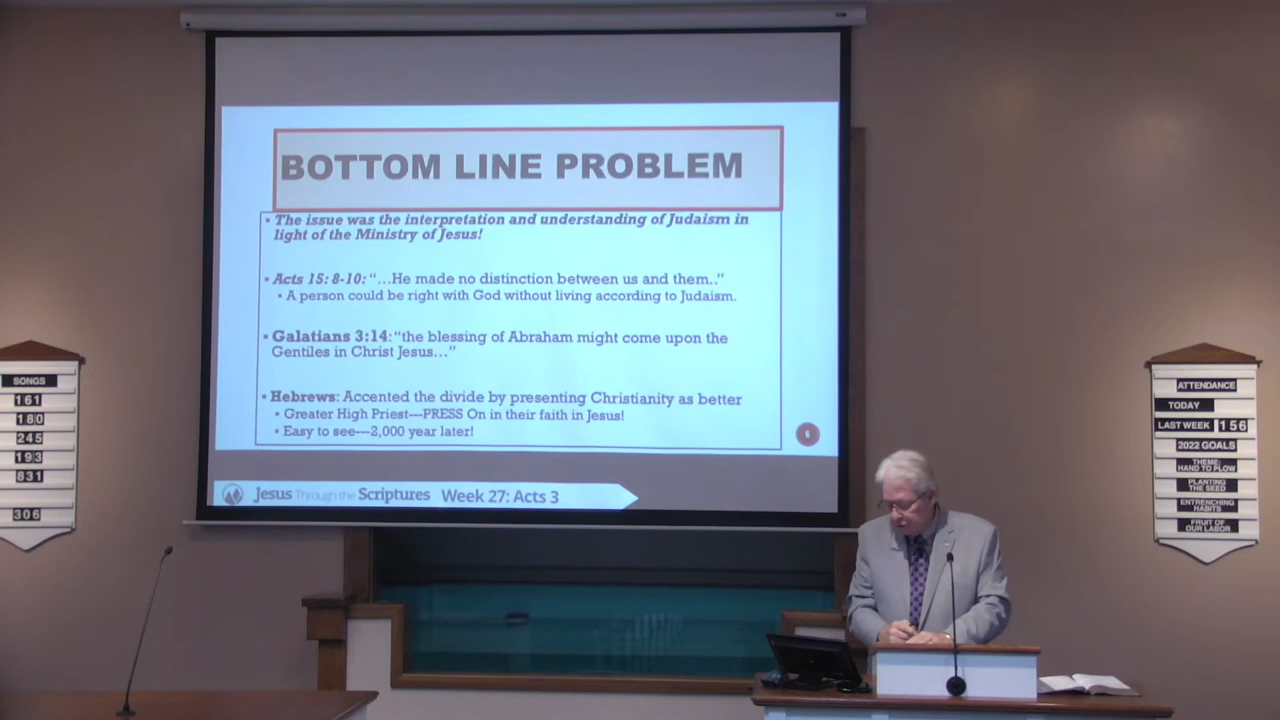 BOTTOM LINE PROBLEM
• The issue was the interpretation and understanding of Judaism in
light of the Ministry of Jesus!
• Acts 15: 8-10: “…He made no distinction between us and them..”
• A person could be right with God without living according to Judaism.
• Galatians 3:14: “the blessing of Abraham might come upon the
Gentiles in Christ Jesus…”
• Hebrews: Accented the divide by presenting Christianity as better
• Greater High Priest---PRESS On in their faith in Jesus!
• Easy to see---2,000 year later!
6
Jesus Through the Scriptures Week 27: Acts 3
SONGS
161
180
245
193
831
306
ATTENDANCE
TODAY
LAST WEEK 156
2022 GOALS
THEME:
HAND TO PLOW
PLANTING
THE SEED
ENTRENCHING
HABITS
FRUIT OF
OUR LABOR